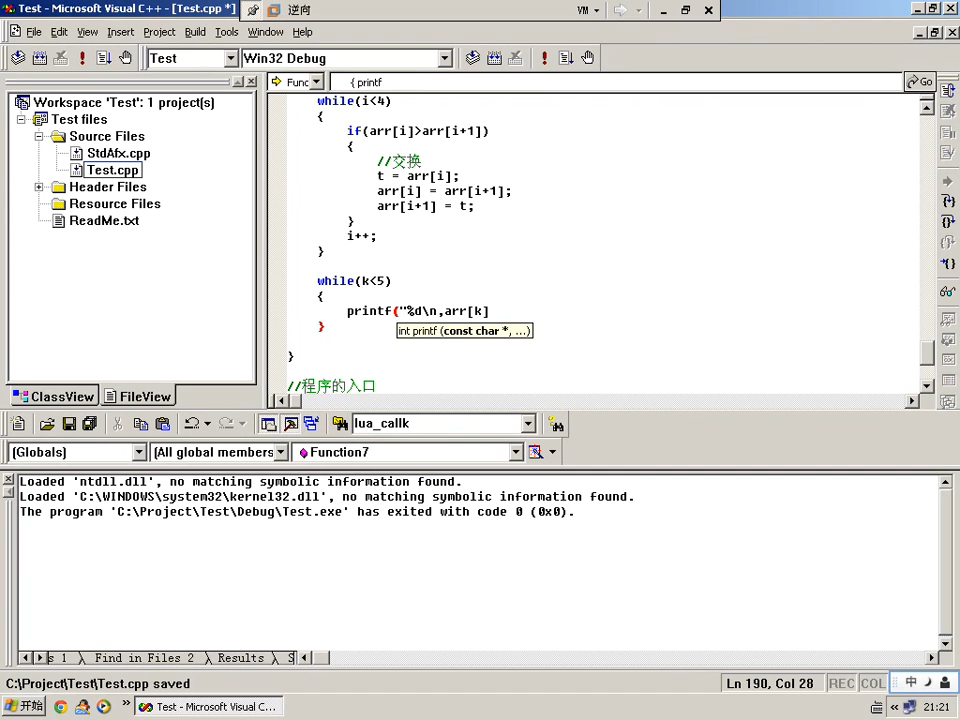 Test - Microsoft Visual C++ - [Test.cpp *]
逆向
VM
File Edit View Insert Project Build Tools Window Help
Test
Win32 Debug
Func
{ printf
Go
Workspace 'Test': 1 project(s)
Test files
Source Files
StdAfx.cpp
Test.cpp
Header Files
Resource Files
ReadMe.txt
ClassView
FileView
while(i<4)
{
if(arr[i]>arr[i+1])
{
//交换
t = arr[i];
arr[i] = arr[i+1];
arr[i+1] = t;
}
i++;
}
while(k<5)
{
printf("%d\n,arr[k]
}
int printf (const char *, ...)
}
//程序的入口
lua_callk
(Globals)
(All global members
Function7
Loaded 'ntdll.dll', no matching symbolic information found.
Loaded 'C:\WINDOWS\system32\kernel32.dll', no matching symbolic information found.
The program 'C:\Project\Test\Debug\Test.exe' has exited with code 0 (0x0).
s 1
Find in Files 2
Results
S
C:\Project\Test\Test.cpp saved
Ln 190, Col 28
REC COL
中
开始
Test - Microsoft Visual C...
21:21